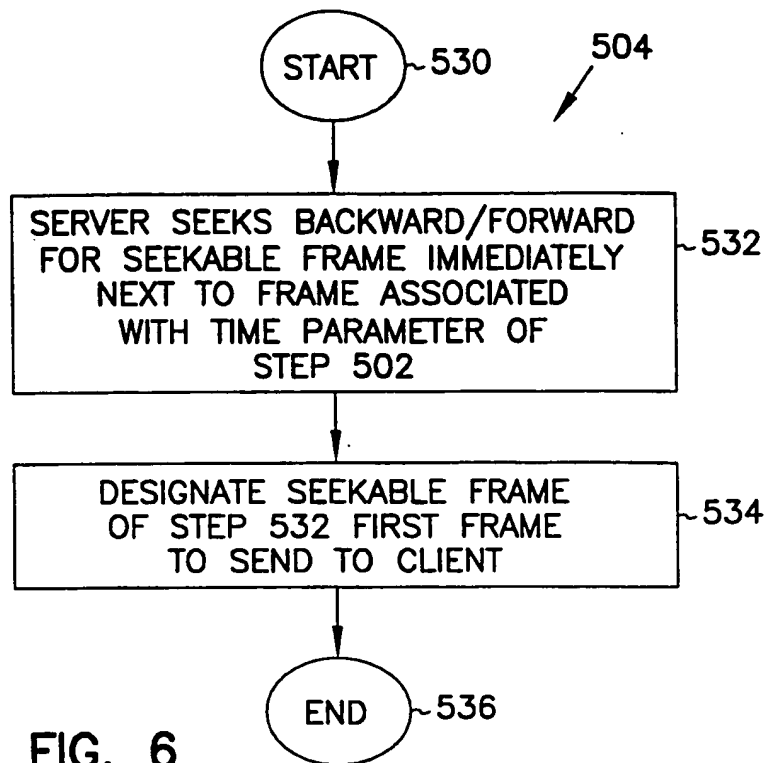 START
530
504
SERVER SEEKS BACKWARD/FORWARD
FOR SEEKABLE FRAME IMMEDIATELY
NEXT TO FRAME ASSOCIATED
WITH TIME PARAMETER OF
STEP 502
532
DESIGNATE SEEKABLE FRAME
OF STEP 532 FIRST FRAME
TO SEND TO CLIENT
534
END
536
FIG. 6